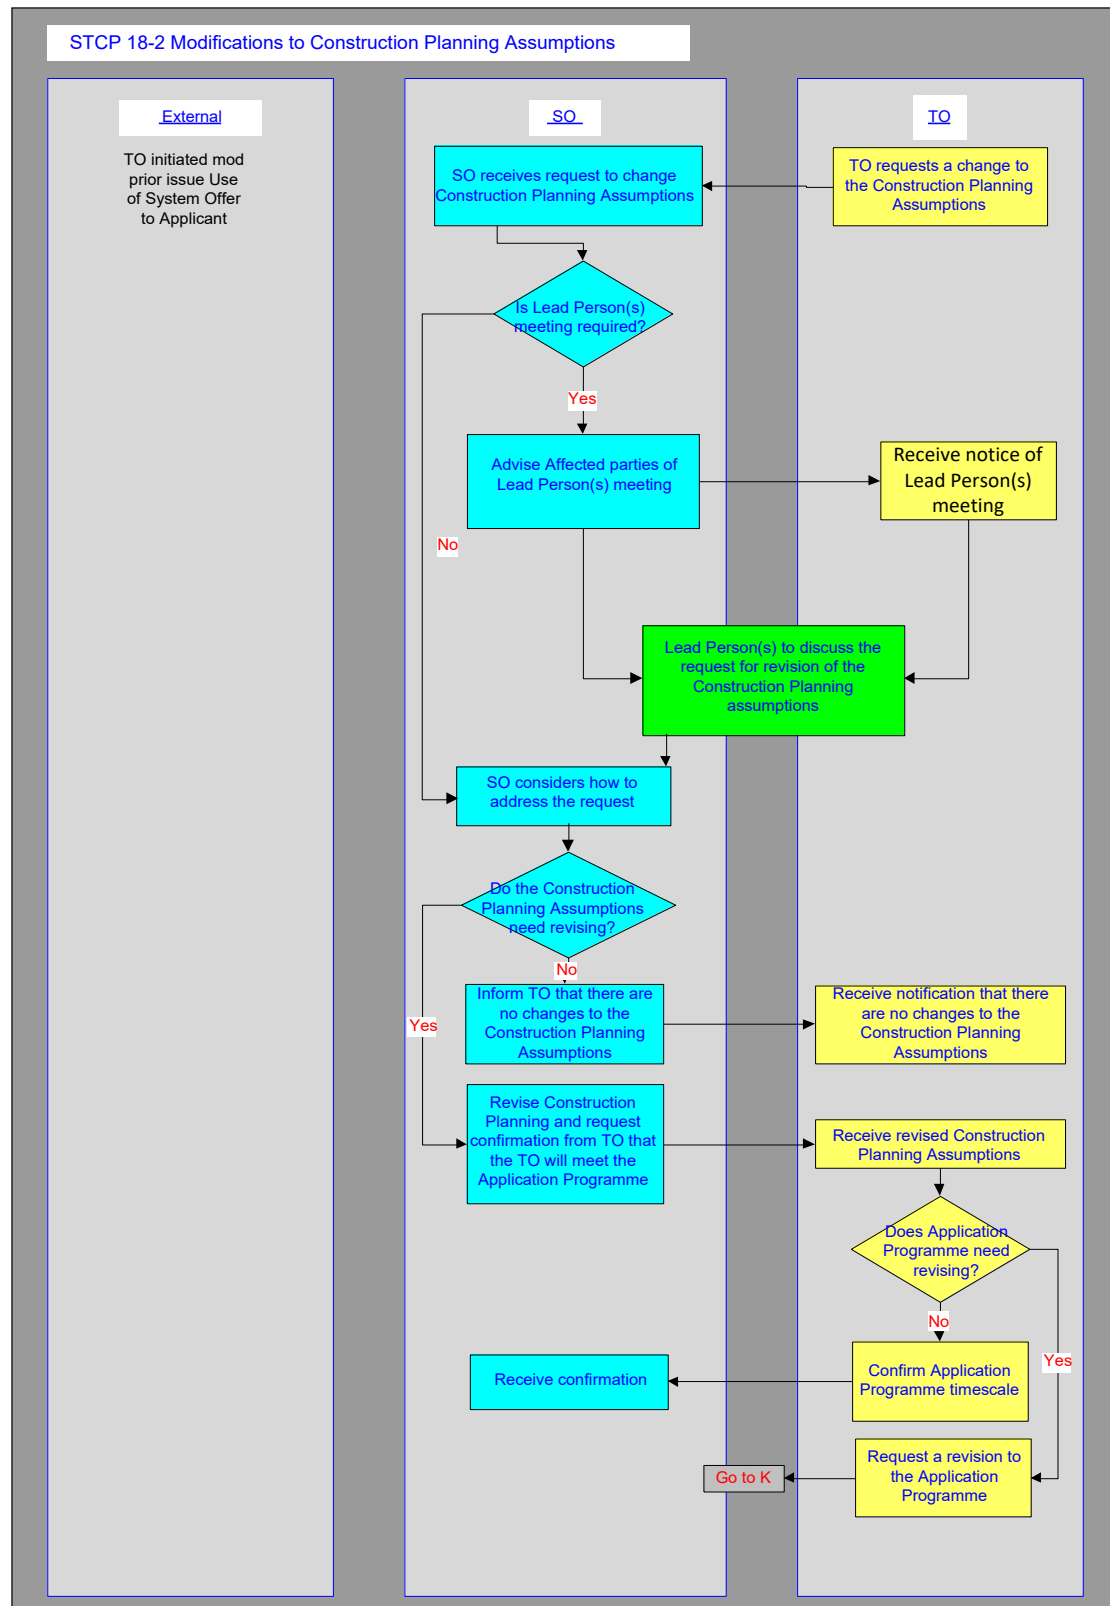 STCP 18-2 Modifications to Construction Planning Assumptions
External
SO
TO
TO initiated mod
prior issue Use
of System Offer
to Applicant
SO receives request to change
Construction Planning Assumptions
TO requests a change to
the Construction Planning
Assumptions
Is Lead Person(s)
meeting required?
Yes
Advise Affected parties of
Lead Person(s) meeting
Receive notice of
Lead Person(s)
meeting
No
Lead Person(s) to discuss the
request for revision of the
Construction Planning
assumptions
SO considers how to
address the request
Do the Construction
Planning Assumptions
need revising?
No
Inform TO that there are
no changes to the
Construction Planning
Assumptions
Receive notification that there
are no changes to the
Construction Planning
Assumptions
Yes
Revise Construction
Planning and request
confirmation from TO that
the TO will meet the
Application Programme
Receive revised Construction
Planning Assumptions
Does Application
Programme need
revising?
No
Yes
Receive confirmation
Confirm Application
Programme timescale
Go to K
Request a revision to
the Application
Programme